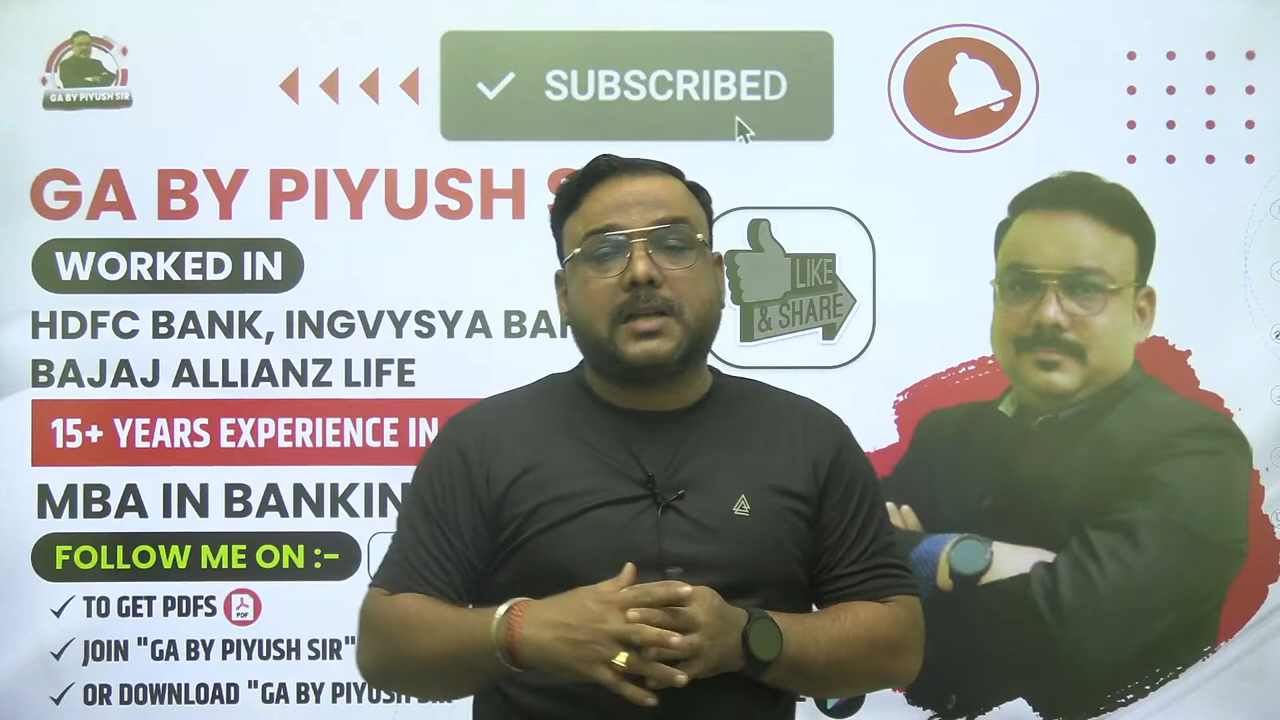 GA BY PIYUSH SIR
SUBSCRIBED
GA BY PIYUSH S
WORKED IN
HDFC BANK, INGVYSYA BA
BAJAJ ALLIANZ LIFE
LIKE
& SHARE
15+ YEARS EXPERIENCE IN
MBA IN BANKIN
FOLLOW ME ON :-
TO GET PDFS
PDF
JOIN "GA BY PIYUSH SIR"
OR DOWNLOAD "GA BY PIYUSH